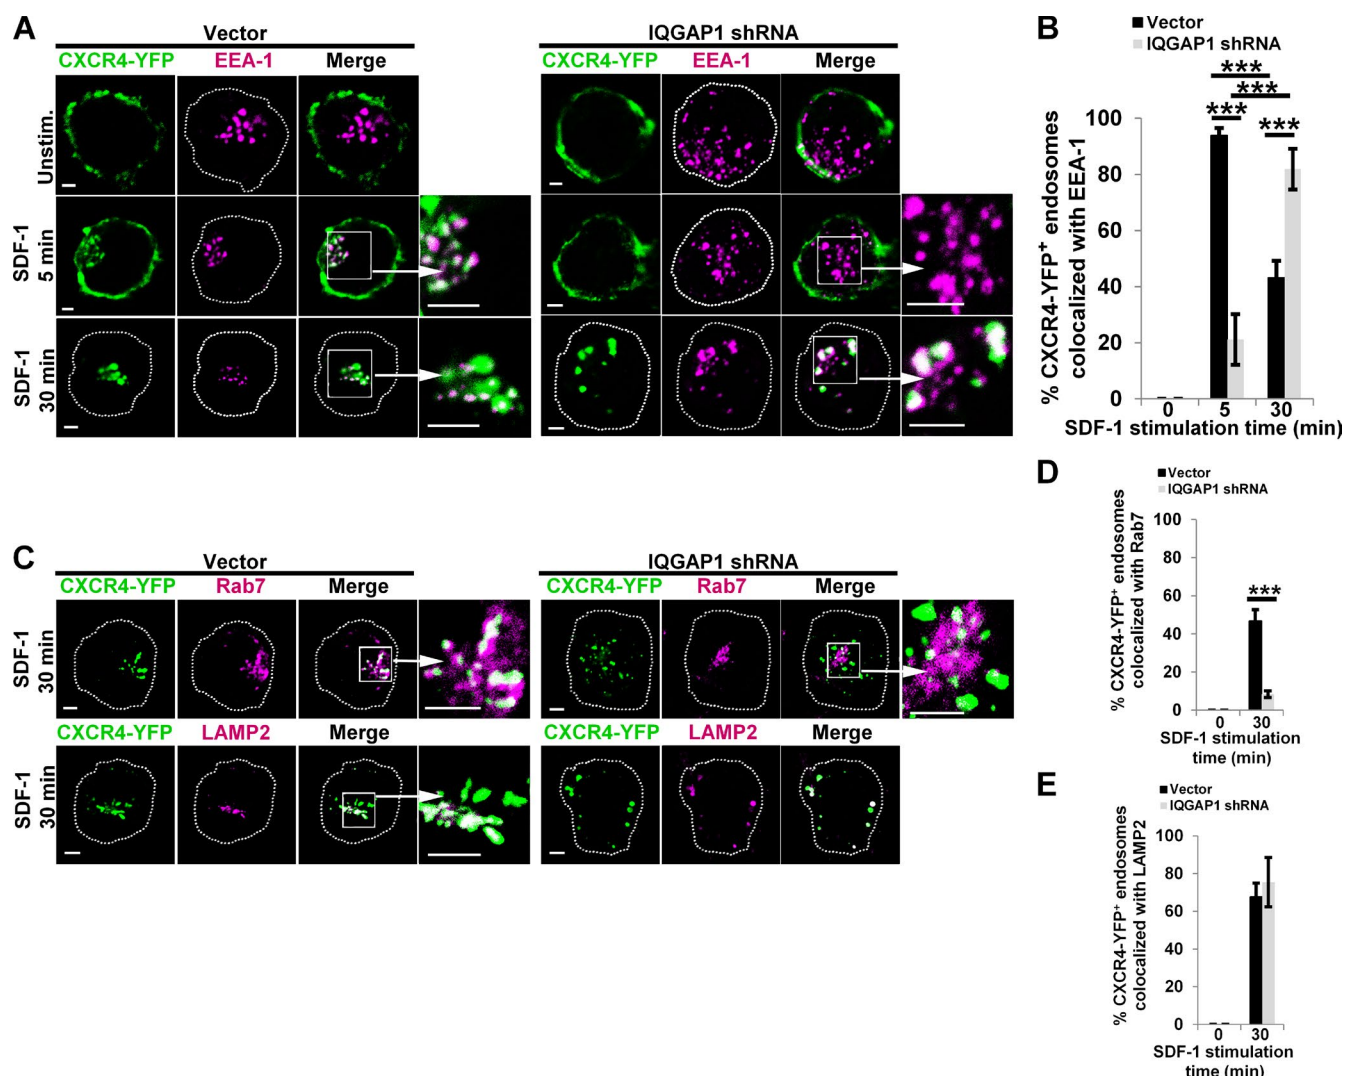 A
Vector
CXCR4-YFP EEA-1 Merge
IQGAP1 shRNA
CXCR4-YFP EEA-1 Merge
Unstim.
SDF-1
5 min
SDF-1
30 min
B
Vector
IQGAP1 shRNA
***
***
***
***
% CXCR4-YFP+ endosomes
colocalized with EEA-1
100
80
60
40
20
0
0 5 30
SDF-1 stimulation time (min)
C
Vector
CXCR4-YFP Rab7 Merge
IQGAP1 shRNA
CXCR4-YFP Rab7 Merge
SDF-1
30 min
CXCR4-YFP LAMP2 Merge
CXCR4-YFP LAMP2 Merge
SDF-1
30 min
D
Vector
IQGAP1 shRNA
% CXCR4-YFP+ endosomes
colocalized with Rab7
100
80
60
40
20
0
***
0 30
SDF-1 stimulation
time (min)
E
Vector
IQGAP1 shRNA
% CXCR4-YFP+ endosomes
colocalized with LAMP2
100
80
60
40
20
0
0 30
SDF-1 stimulation
time (min)